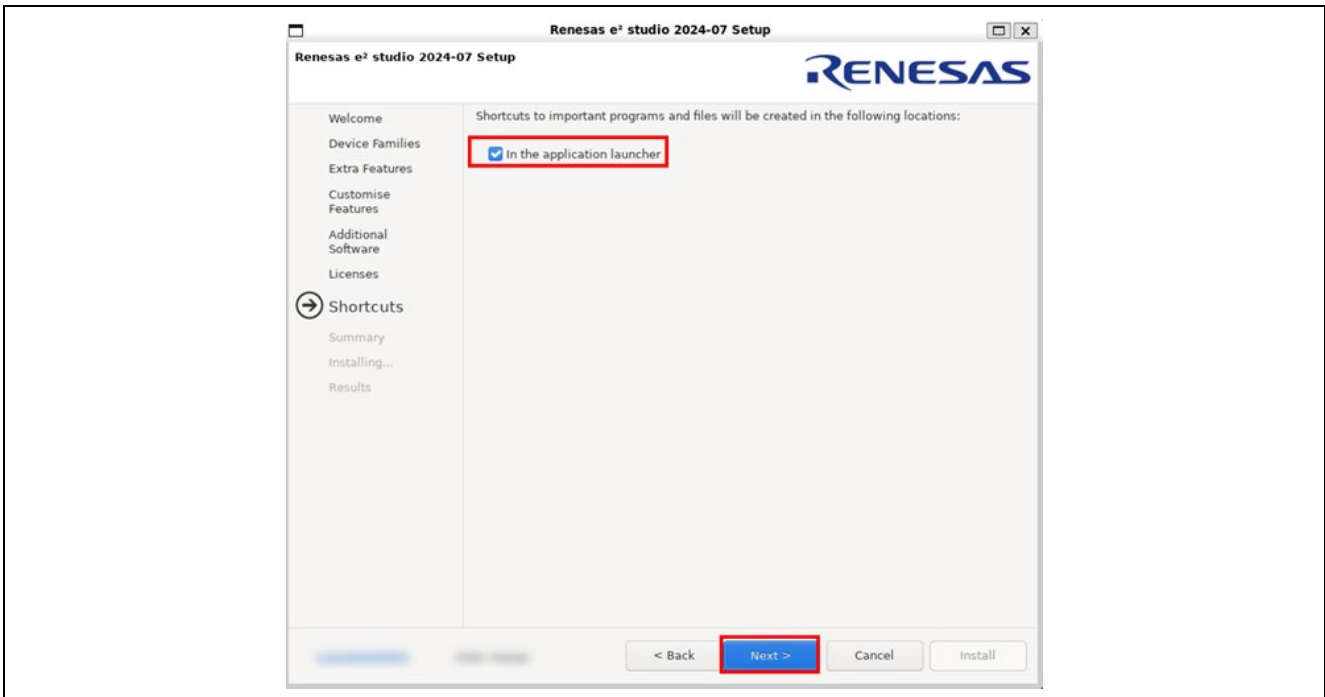 Renesas e² studio 2024-07 Setup
Renesas e² studio 2024-07 Setup
RENESAS
Welcome
Device Families
Extra Features
Customise
Features
Additional
Software
Licenses
Shortcuts
Summary
Installing...
Results
Shortcuts to important programs and files will be created in the following locations:
In the application launcher
< Back
Next >
Cancel
Install